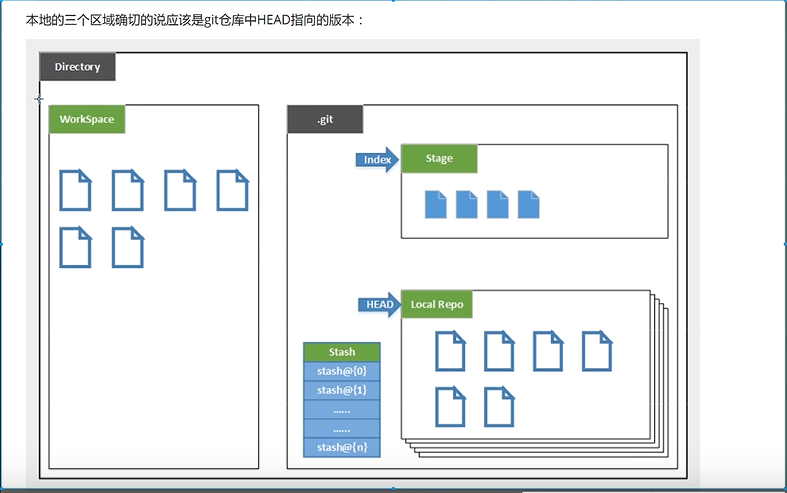 本地的三个区域确切的说应该是git仓库中HEAD指向的版本：
Directory
WorkSpace
.git
Index
Stage
HEAD
Local Repo
Stash
stash@{0}
stash@{1}
......
......
stash@{n}